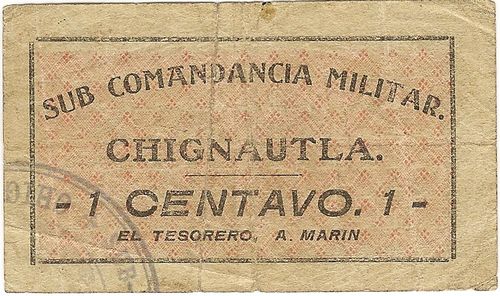 SUB COMANDANCIA MILITAR.
CHIGNAUTLA.
- 1 CENTAVO. 1 -
EL TESORERO, A. MARIN